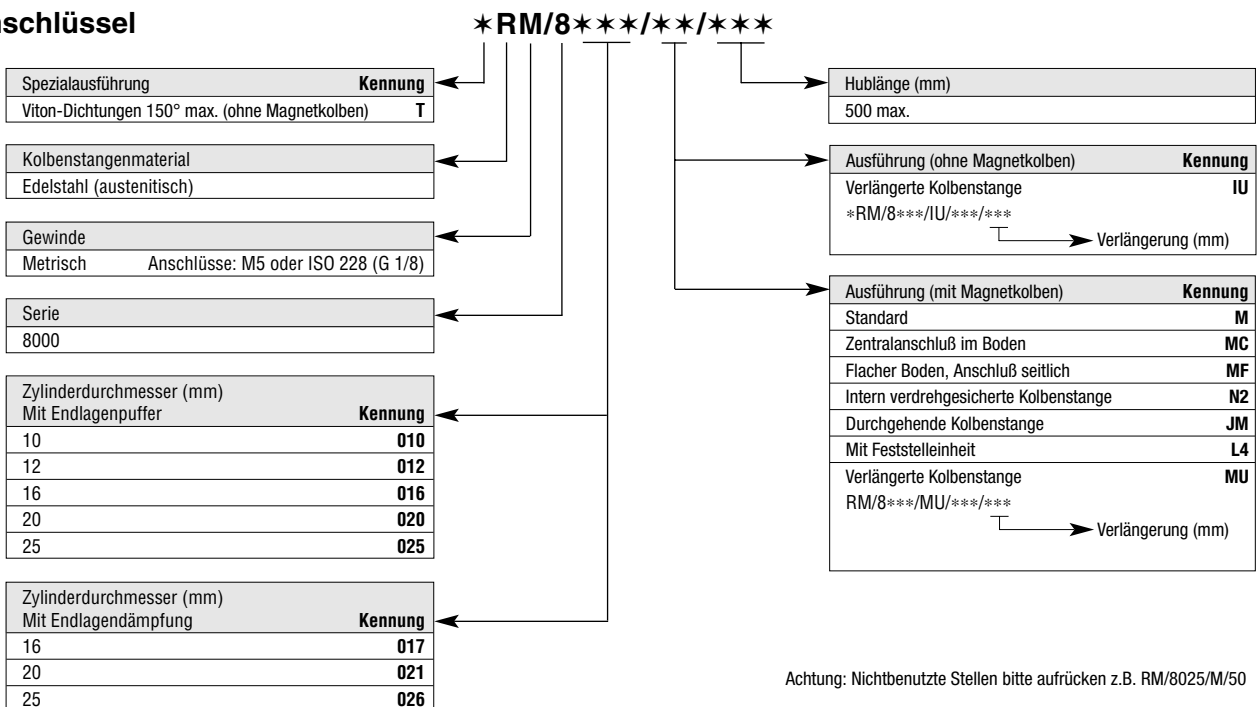 nschlüssel
✶RM/8✶✶✶/✶✶/✶✶✶
Spezialausführung Kennung
Viton-Dichtungen 150° max. (ohne Magnetkolben) T
Kolbenstangenmaterial
Edelstahl (austenitisch)
Gewinde
Metrisch Anschlüsse: M5 oder ISO 228 (G 1/8)
Serie
8000
Zylinderdurchmesser (mm)
Mit Endlagenpuffer Kennung
10 010
12 012
16 016
20 020
25 025
Zylinderdurchmesser (mm)
Mit Endlagendämpfung Kennung
16 017
20 021
25 026
Hublänge (mm)
500 max.
Ausführung (ohne Magnetkolben) Kennung
Verlängerte Kolbenstange IU
∗RM/8∗∗∗/IU/∗∗∗/∗∗∗
Verlängerung (mm)
Ausführung (mit Magnetkolben) Kennung
Standard M
Zentralanschluß im Boden MC
Flacher Boden, Anschluß seitlich MF
Intern verdrehgesicherte Kolbenstange N2
Durchgehende Kolbenstange JM
Mit Feststelleinheit L4
Verlängerte Kolbenstange MU
RM/8∗∗∗/MU/∗∗∗/∗∗∗
Verlängerung (mm)
Achtung: Nichtbenutzte Stellen bitte aufrücken z.B. RM/8025/M/50